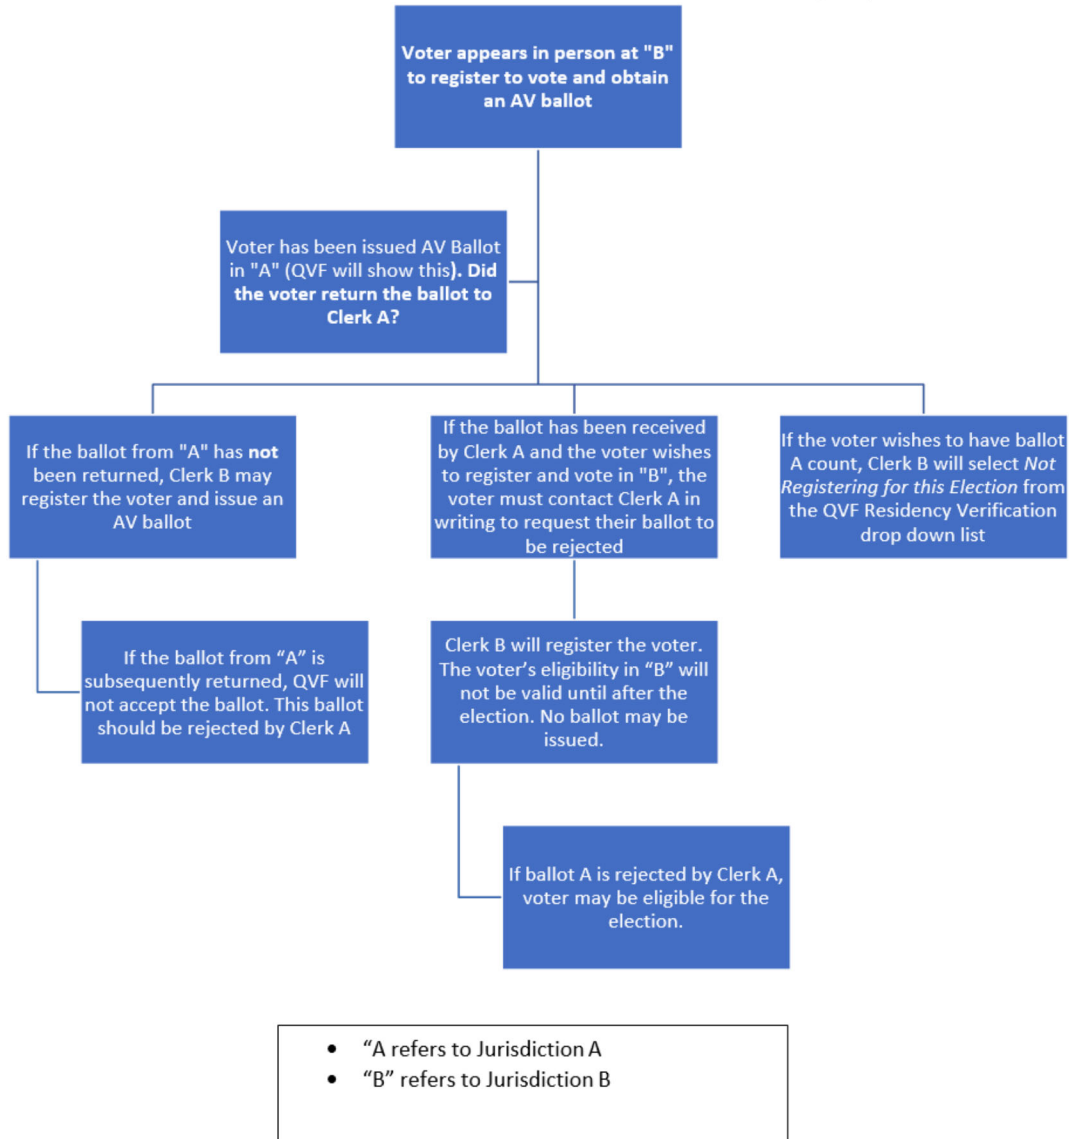 Voter appears in person at "B"
to register to vote and obtain
an AV ballot
Voter has been issued AV Ballot
in "A" (QVF will show this). Did
the voter return the ballot to
Clerk A?
If the ballot from "A" has not
been returned, Clerk B may
register the voter and issue an
AV ballot
If the ballot has been received
by Clerk A and the voter wishes
to register and vote in "B", the
voter must contact Clerk A in
writing to request their ballot to
be rejected
If the voter wishes to have ballot
A count, Clerk B will select Not
Registering for this Election from
the QVF Residency Verification
drop down list
If the ballot from “A” is
subsequently returned, QVF will
not accept the ballot. This ballot
should be rejected by Clerk A
Clerk B will register the voter.
The voter’s eligibility in “B” will
not be valid until after the
election. No ballot may be
issued.
If ballot A is rejected by Clerk A,
voter may be eligible for the
election.
• “A refers to Jurisdiction A
• “B” refers to Jurisdiction B